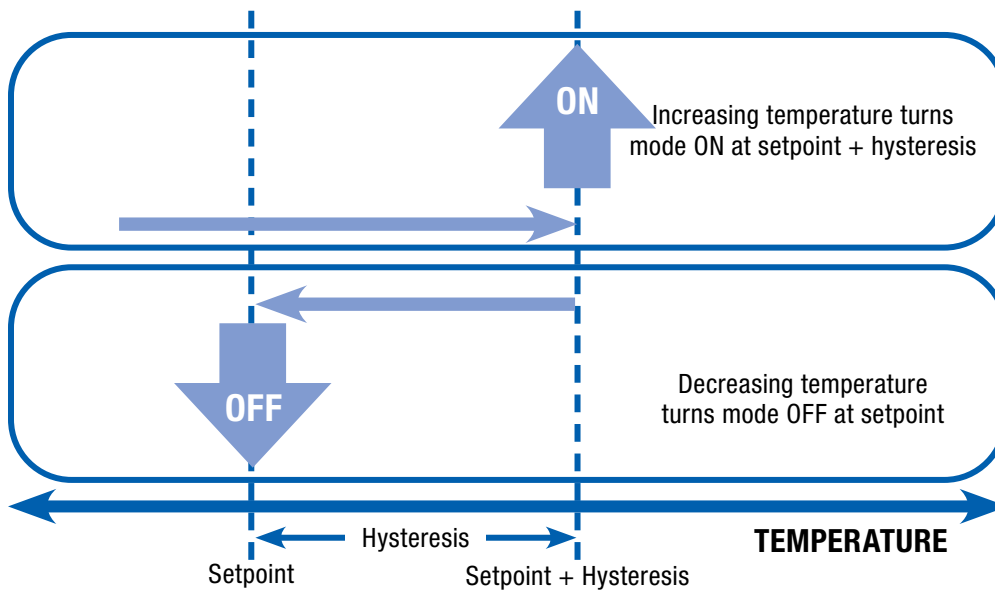 ON
Increasing temperature turns
mode ON at setpoint + hysteresis
OFF
Decreasing temperature
turns mode OFF at setpoint
Hysteresis
TEMPERATURE
Setpoint
Setpoint + Hysteresis